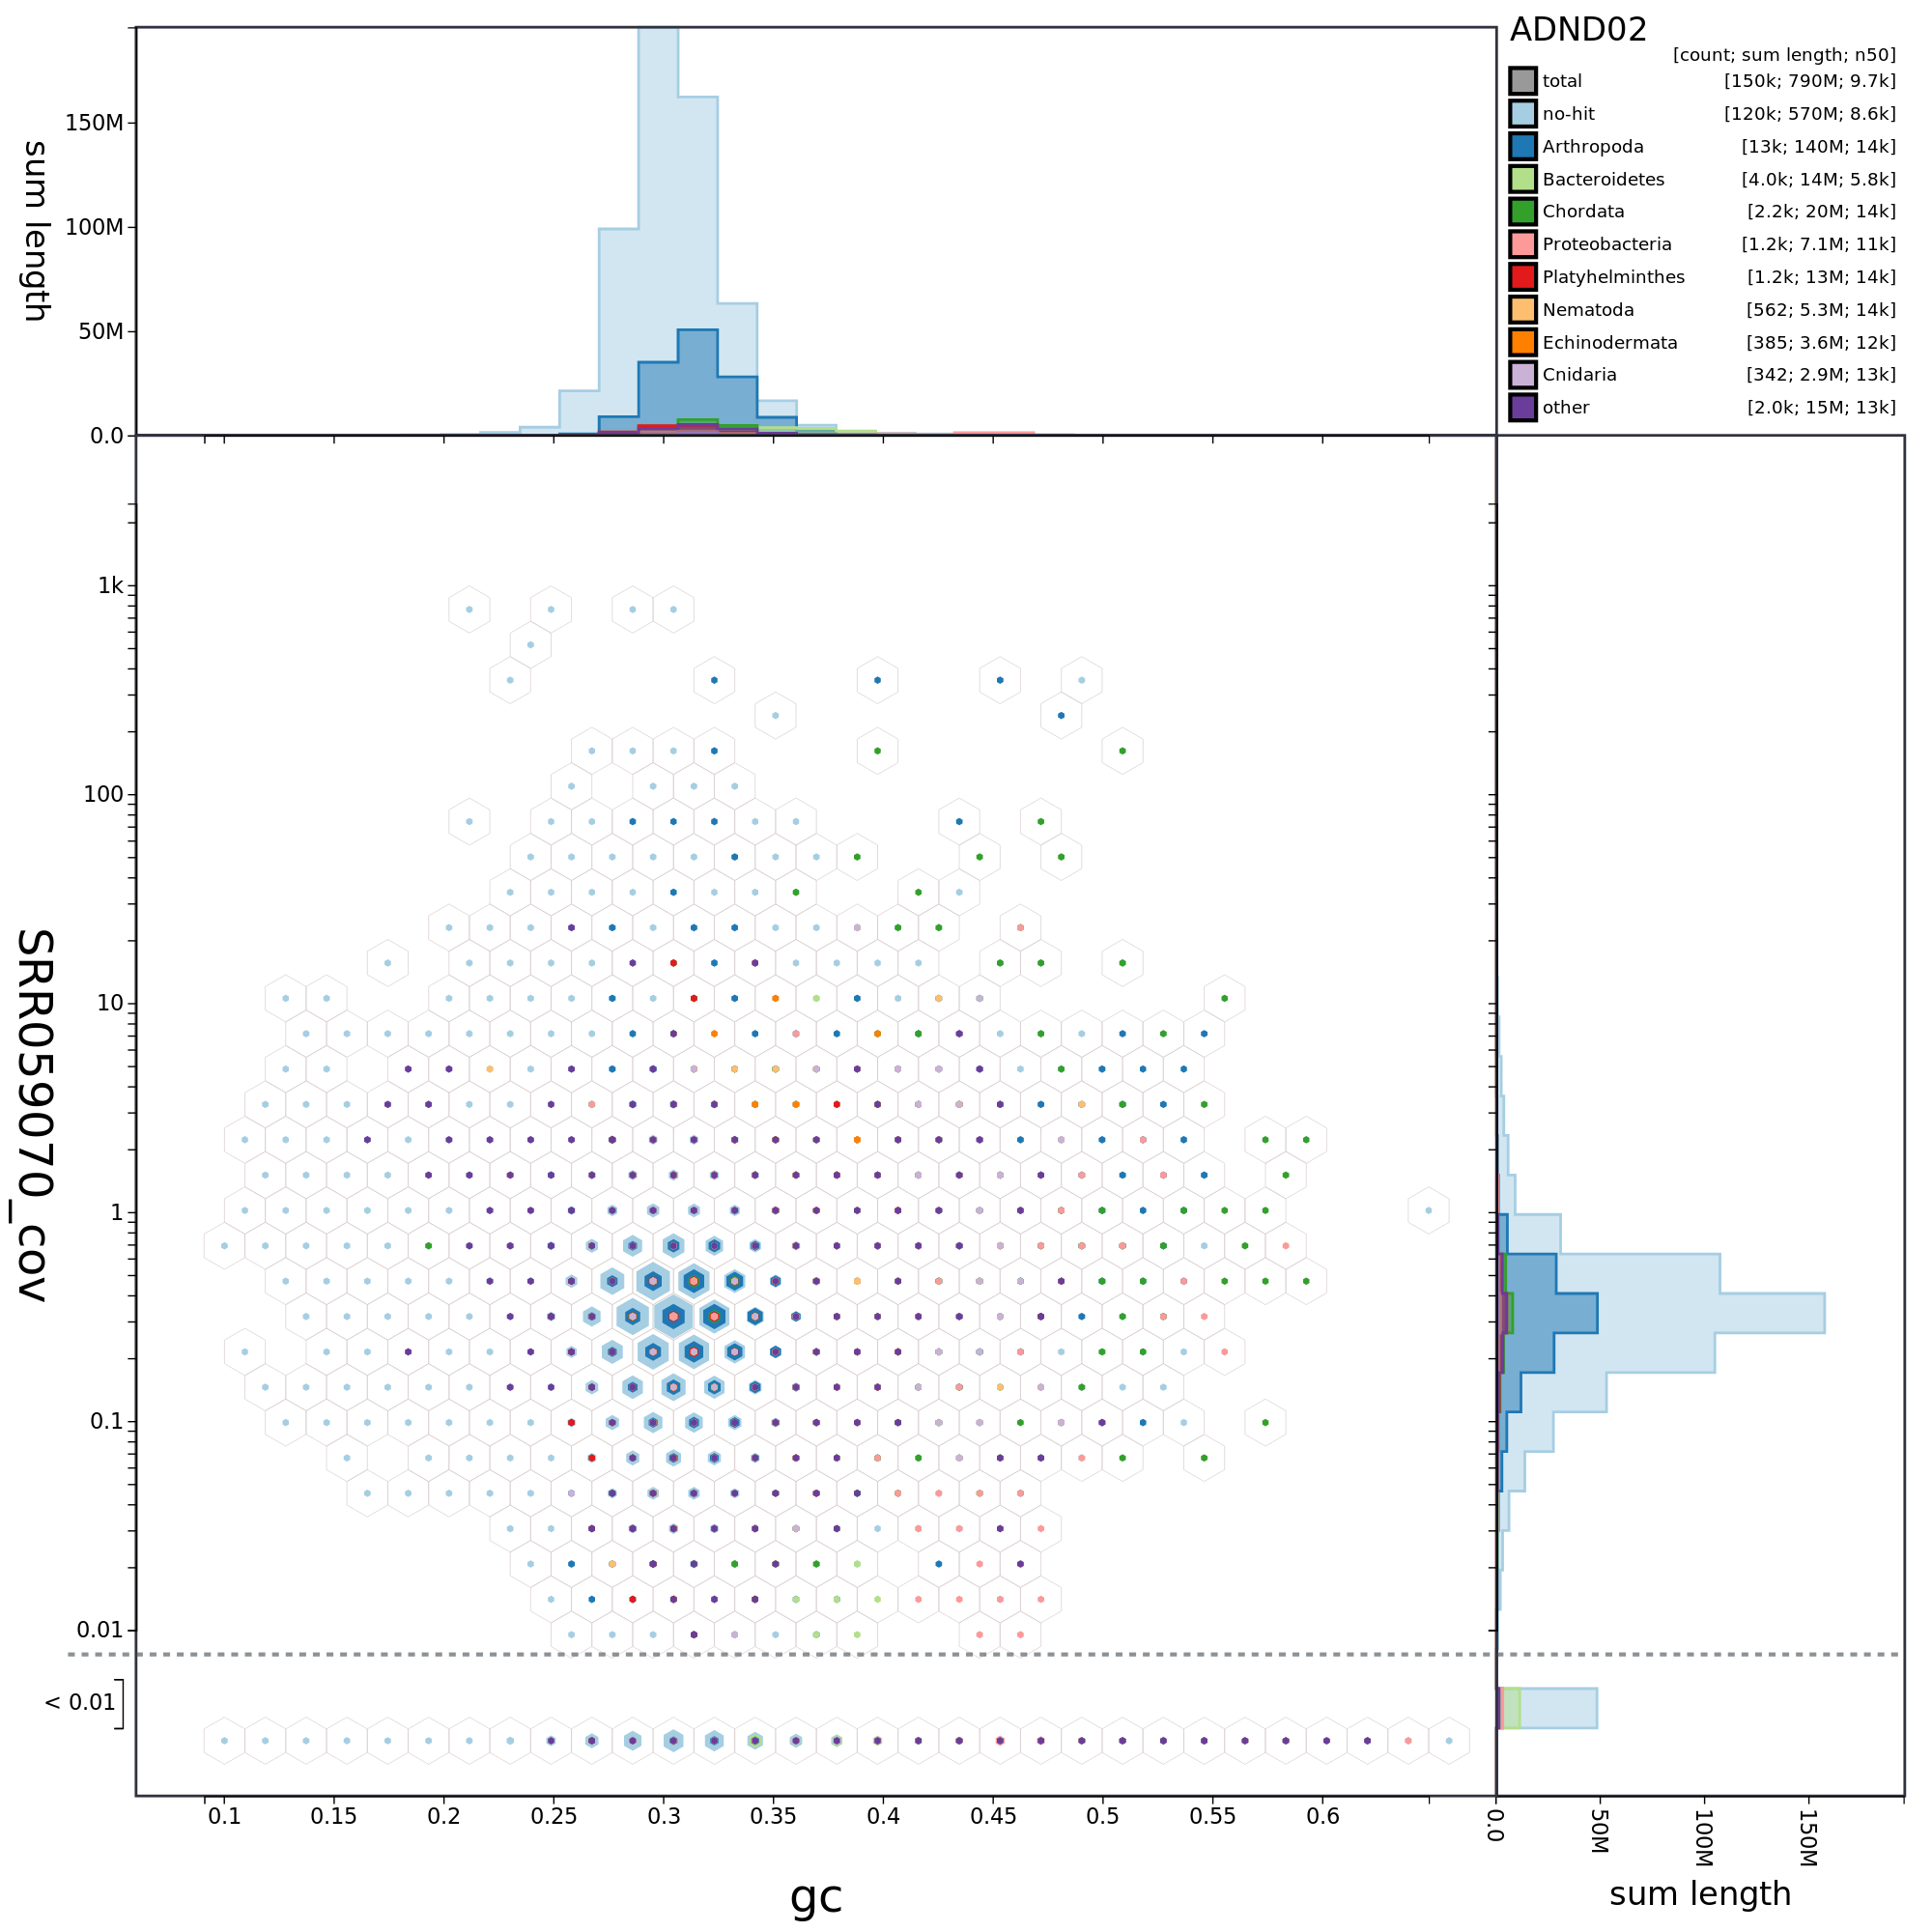 ADND02
[count; sum length; n50]
total [150k; 790M; 9.7k]
no-hit [120k; 570M; 8.6k]
Arthropoda [13k; 140M; 14k]
Bacteroidetes [4.0k; 14M; 5.8k]
Chordata [2.2k; 20M; 14k]
Proteobacteria [1.2k; 7.1M; 11k]
Platyhelminthes [1.2k; 13M; 14k]
Nematoda [562; 5.3M; 14k]
Echinodermata [385; 3.6M; 12k]
Cnidaria [342; 2.9M; 13k]
other [2.0k; 15M; 13k]
sum length
150M
100M
50M
0.0
SRR059070_cov
1k
100
10
1
0.1
0.01
< 0.01
0.1 0.15 0.2 0.25 0.3 0.35 0.4 0.45 0.5 0.55 0.6
gc
0.0 50M 100M 150M
sum length